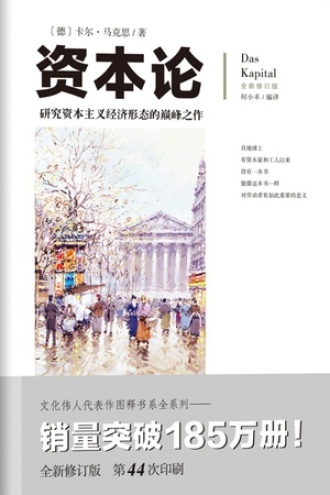 ［德］卡尔·马克思/著
资本论
Das
Kapital
全新修订版
何小禾/编译
研究资本主义经济形态的巅峰之作
自地球上
有资本家和工人以来
没有一本书
能像这本书一样
对劳动者有如此重要的意义
文化伟人代表作图释书系全系列——
销量突破185万册！
全新修订版 第44次印刷